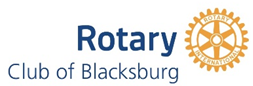 Rotary
Club of Blacksburg
ROTARY
INTERNATIONAL